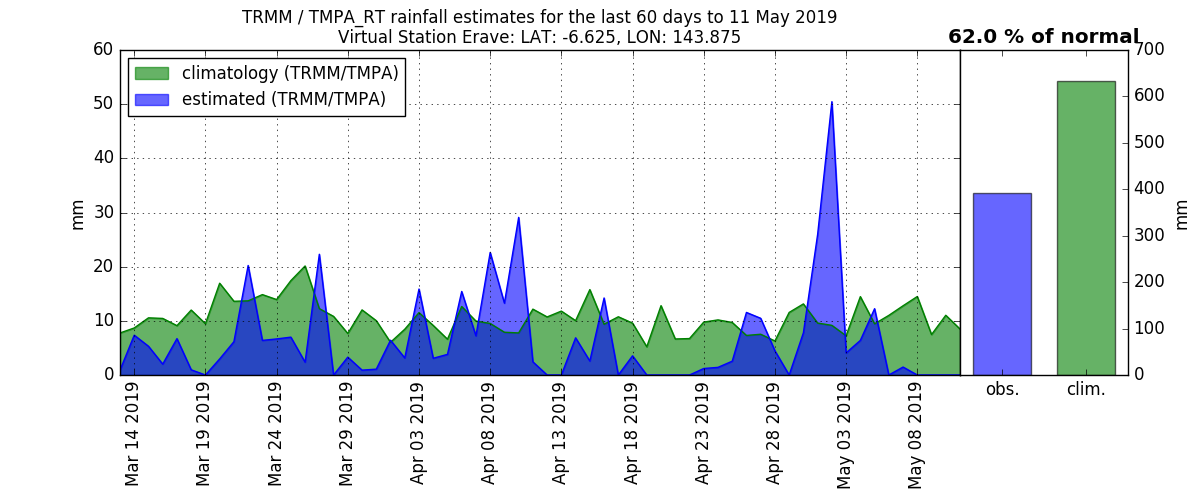 TRMM / TMPA_RT rainfall estimates for the last 60 days to 11 May 2019
Virtual Station Erave: LAT: -6.625, LON: 143.875
62.0 % of normal
climatology (TRMM/TMPA)
estimated (TRMM/TMPA)
mm
60
50
40
30
20
10
0
Mar 14 2019
Mar 19 2019
Mar 24 2019
Mar 29 2019
Apr 03 2019
Apr 08 2019
Apr 13 2019
Apr 18 2019
Apr 23 2019
Apr 28 2019
May 03 2019
May 08 2019
700
600
500
400
300
200
100
0
mm
obs.
clim.